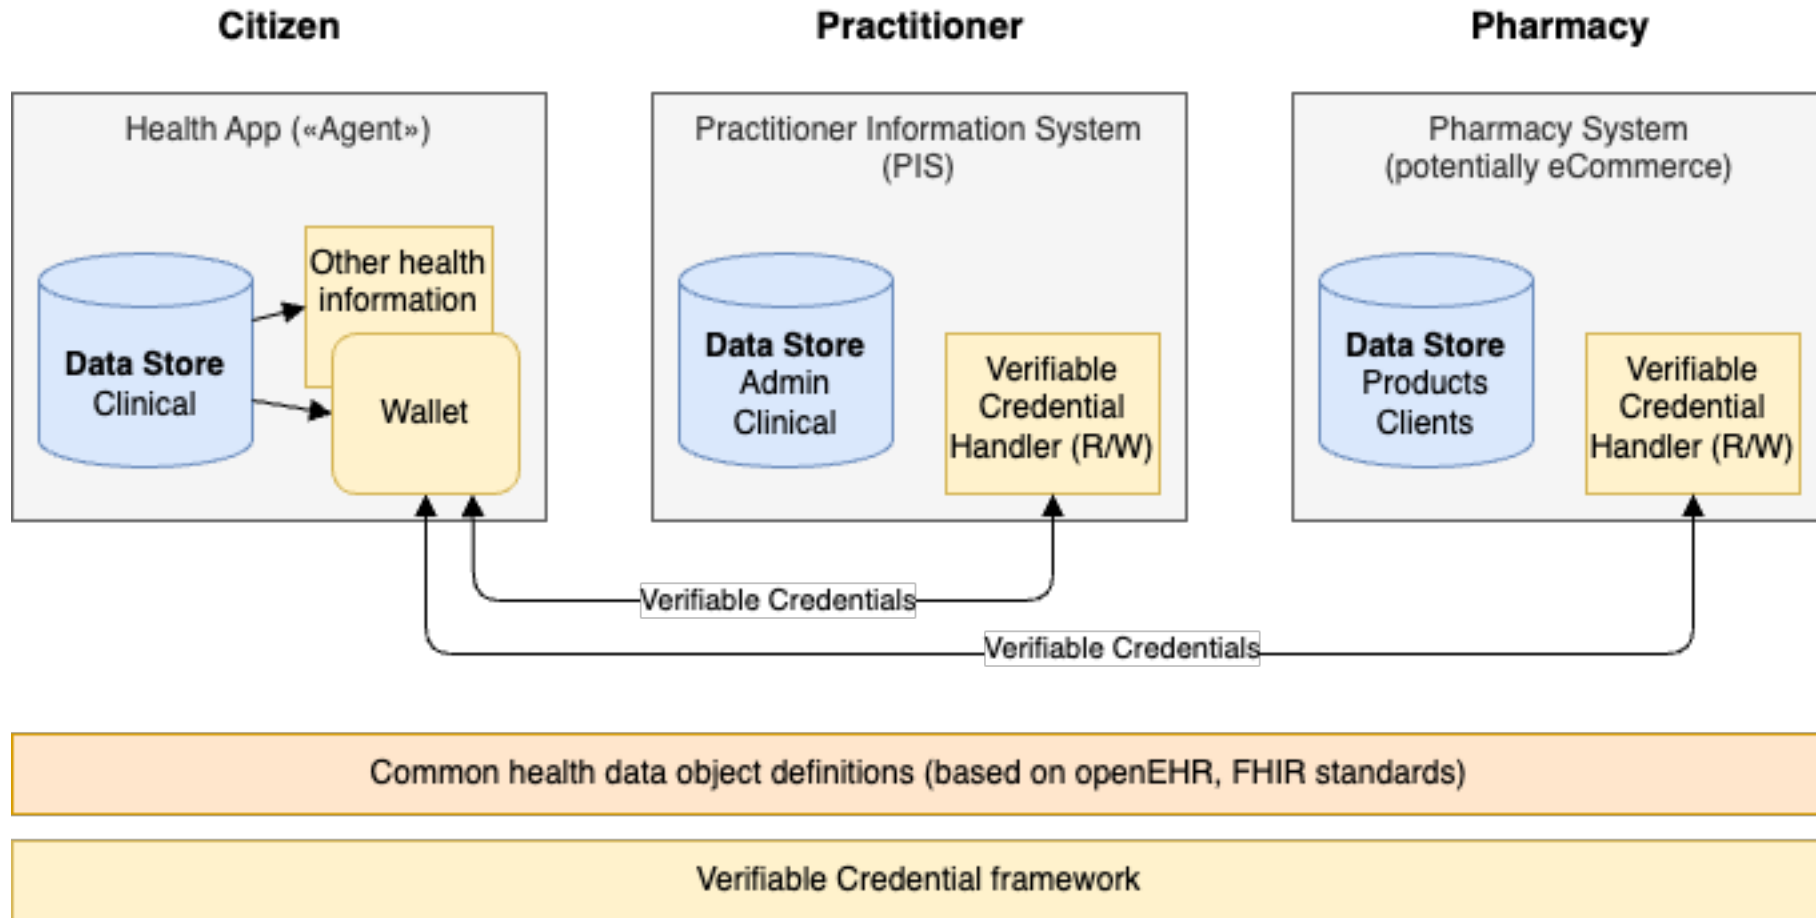 Citizen
Practitioner
Pharmacy
Health App («Agent»)
Practitioner Information System
(PIS)
Pharmacy System
(potentially eCommerce)
Other health
information
Data Store
Clinical
Wallet
Data Store
Admin
Clinical
Verifiable
Credential
Handler (R/W)
Data Store
Products
Clients
Verifiable
Credential
Handler (R/W)
Verifiable Credentials
Verifiable Credentials
Common health data object definitions (based on openEHR, FHIR standards)
Verifiable Credential framework